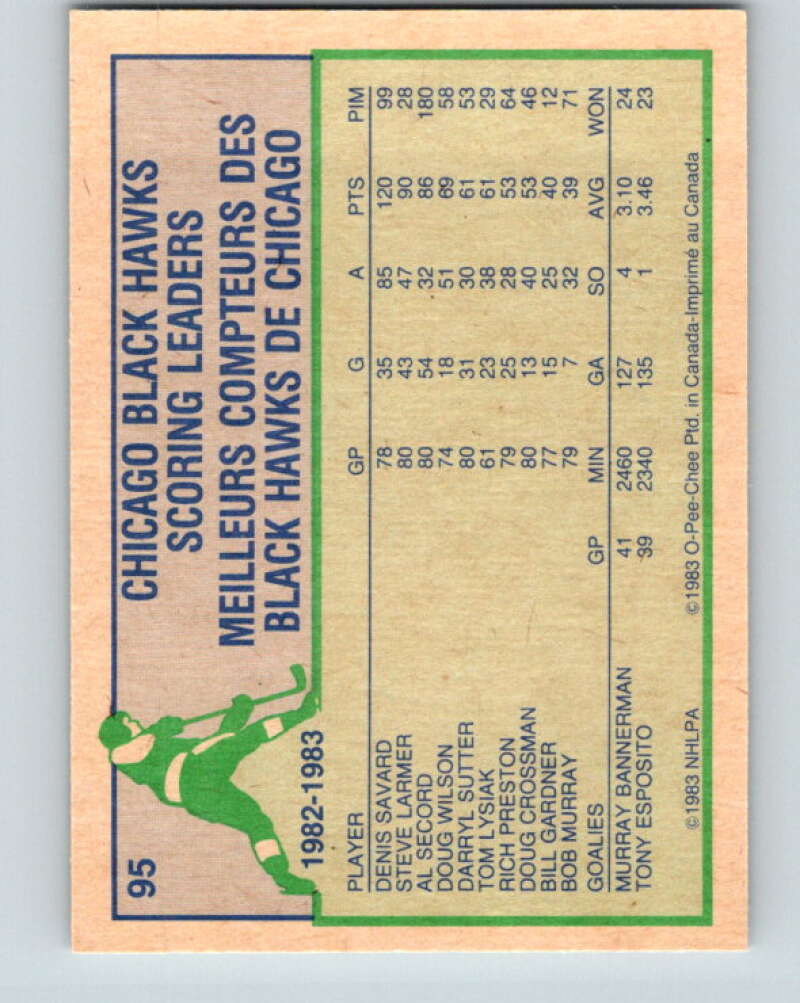 95
CHICAGO BLACK HAWKS
SCORING LEADERS
MEILLEURS COMPTEURS DES
BLACK HAWKS DE CHICAGO
1982-1983
PLAYER GP G A PTS PIM
DENIS SAVARD 78 35 85 120 99
STEVE LARMER 80 43 47 90 28
AL SECORD 80 54 32 86 180
DOUG WILSON 74 18 51 69 58
DARRYL SUTTER 80 31 30 61 53
TOM LYSIAK 61 23 38 61 29
RICH PRESTON 79 25 28 53 64
DOUG CROSSMAN 80 13 40 53 46
BILL GARDNER 77 15 25 40 12
BOB MURRAY 79 7 32 39 71
GOALIES GP MIN GA SO AVG WON
MURRAY BANNERMAN 41 2460 127 4 3.10 24
TONY ESPOSITO 39 2340 135 1 3.46 23
©1983 NHLPA ©1983 O-Pee-Chee Ptd. in Canada-Imprimé au Canada